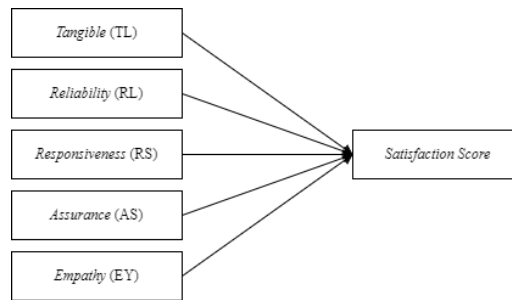 Tangible (TL)
Reliability (RL)
Responsiveness (RS)
Satisfaction Score
Assurance (AS)
Empathy (EY)